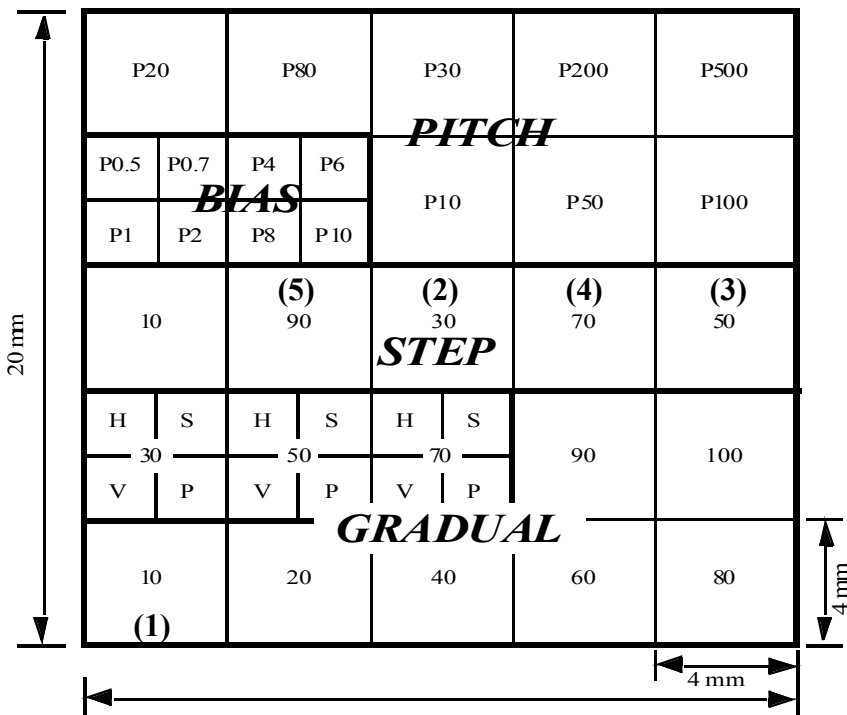 P20 P80 P30 P200 P500
PITCH
P0.5 P0.7 P4 P6
BIAS
P10 P50 P100
P1 P2 P8 P10
(5) (2) (4) (3)
10 90 30 70 50
STEP
20 mm
H S H S H S
30 50 70 90 100
V P V P V P
GRADUAL
10 20 40 60 80
(1)
4 mm
4 mm